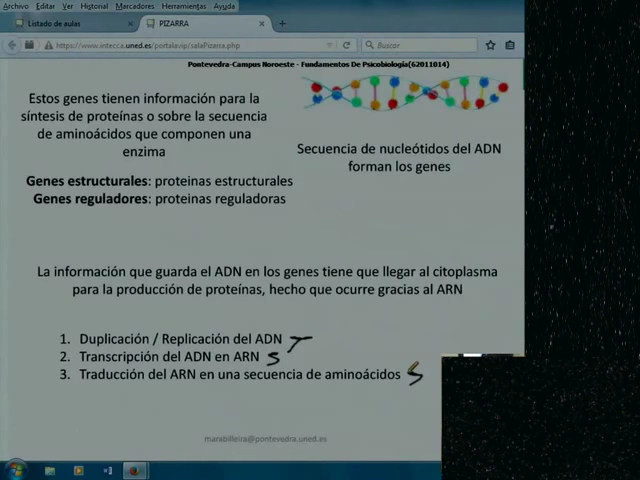 Archivo Editar Ver Historial Marcadores Herramientas Ayuda
Listado de aulas
PIZARRA
https://www.intecca.uned.es/portalavip/salaPizarra.php
Buscar
Pontevedra-Campus Noroeste - Fundamentos De Psicobiología(62011014)
Estos genes tienen información para la
síntesis de proteínas o sobre la secuencia
de aminoácidos que componen una
enzima
Secuencia de nucleótidos del ADN
forman los genes
Genes estructurales: proteinas estructurales
Genes reguladores: proteinas reguladoras
La información que guarda el ADN en los genes tiene que llegar al citoplasma
para la producción de proteínas, hecho que ocurre gracias al ARN
1. Duplicación / Replicación del ADN T
2. Transcripción del ADN en ARN S
3. Traducción del ARN en una secuencia de aminoácidos S
marabilleira@pontevedra.uned.es